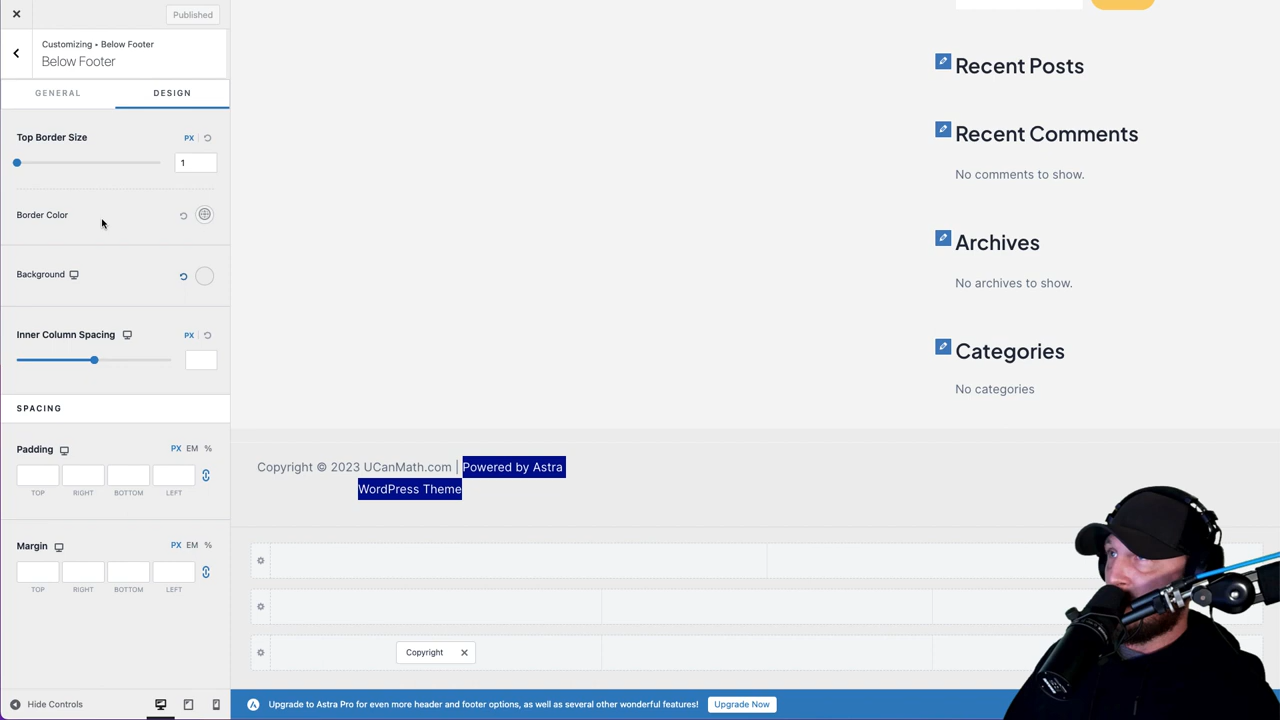 Published
Customizing • Below Footer
Below Footer
GENERAL
DESIGN
Top Border Size
PX
1
Border Color
Background
Inner Column Spacing
PX
SPACING
Padding
PX EM %
TOP RIGHT BOTTOM LEFT
Margin
PX EM %
TOP RIGHT BOTTOM LEFT
Hide Controls
Recent Posts
Recent Comments
No comments to show.
Archives
No archives to show.
Categories
No categories
Copyright © 2023 UCanMath.com | Powered by Astra
WordPress Theme
Copyright
Upgrade to Astra Pro for even more header and footer options, as well as several other wonderful features!
Upgrade Now